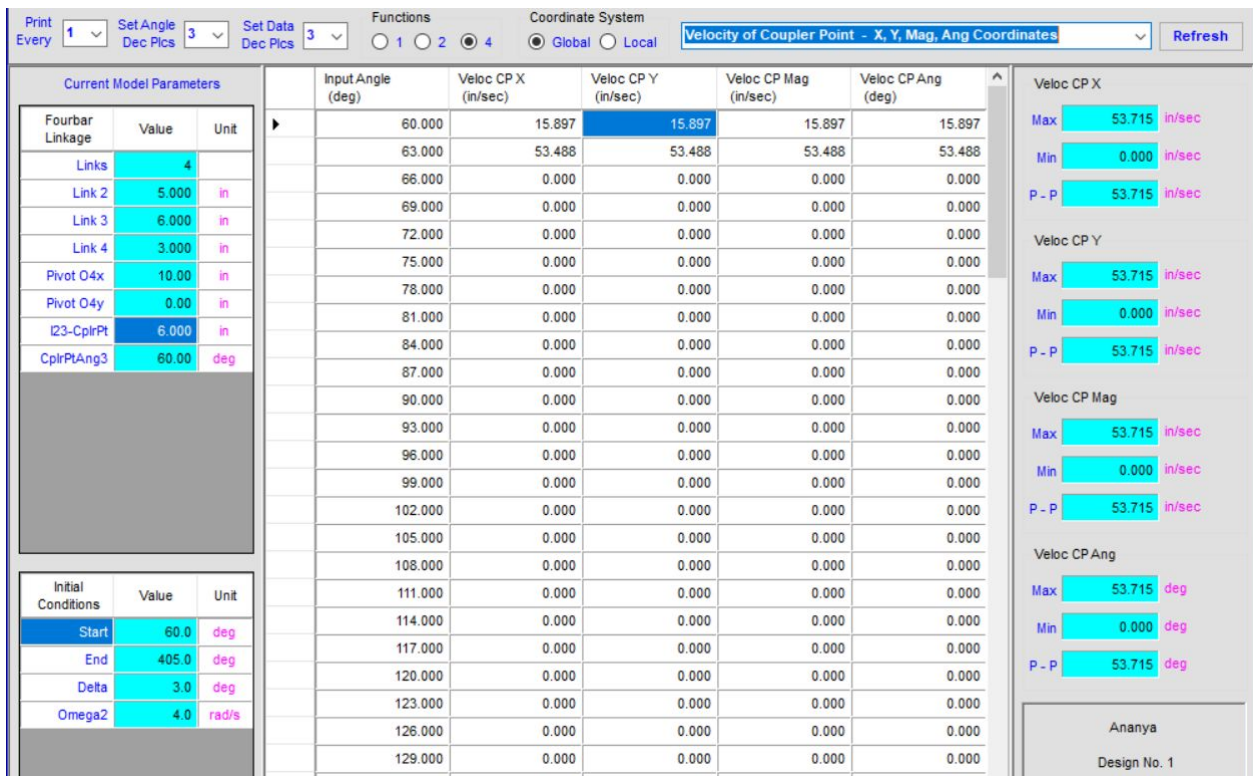 Print Every 1 Set Angle Dec Plcs 3 Set Data Dec Plcs 3 Functions 1 2 4 Coordinate System Global Local Velocity of Coupler Point - X, Y, Mag, Ang Coordinates Refresh
Current Model Parameters
Fourbar Linkage Value Unit
Links 4
Link 2 5.000 in
Link 3 6.000 in
Link 4 3.000 in
Pivot O4x 10.00 in
Pivot O4y 0.00 in
I23-CplrPt 6.000 in
CplrPtAng3 60.00 deg
Initial Conditions Value Unit
Start 60.0 deg
End 405.0 deg
Delta 3.0 deg
Omega2 4.0 rad/s
Input Angle (deg) Veloc CP X (in/sec) Veloc CP Y (in/sec) Veloc CP Mag (in/sec) Veloc CP Ang (deg)
60.000 15.897 15.897 15.897 15.897
63.000 53.488 53.488 53.488 53.488
66.000 0.000 0.000 0.000 0.000
69.000 0.000 0.000 0.000 0.000
72.000 0.000 0.000 0.000 0.000
75.000 0.000 0.000 0.000 0.000
78.000 0.000 0.000 0.000 0.000
81.000 0.000 0.000 0.000 0.000
84.000 0.000 0.000 0.000 0.000
87.000 0.000 0.000 0.000 0.000
90.000 0.000 0.000 0.000 0.000
93.000 0.000 0.000 0.000 0.000
96.000 0.000 0.000 0.000 0.000
99.000 0.000 0.000 0.000 0.000
102.000 0.000 0.000 0.000 0.000
105.000 0.000 0.000 0.000 0.000
108.000 0.000 0.000 0.000 0.000
111.000 0.000 0.000 0.000 0.000
114.000 0.000 0.000 0.000 0.000
117.000 0.000 0.000 0.000 0.000
120.000 0.000 0.000 0.000 0.000
123.000 0.000 0.000 0.000 0.000
126.000 0.000 0.000 0.000 0.000
129.000 0.000 0.000 0.000 0.000
Veloc CP X
Max 53.715 in/sec
Min 0.000 in/sec
P - P 53.715 in/sec
Veloc CP Y
Max 53.715 in/sec
Min 0.000 in/sec
P - P 53.715 in/sec
Veloc CP Mag
Max 53.715 in/sec
Min 0.000 in/sec
P - P 53.715 in/sec
Veloc CP Ang
Max 53.715 deg
Min 0.000 deg
P - P 53.715 deg
Ananya
Design No. 1